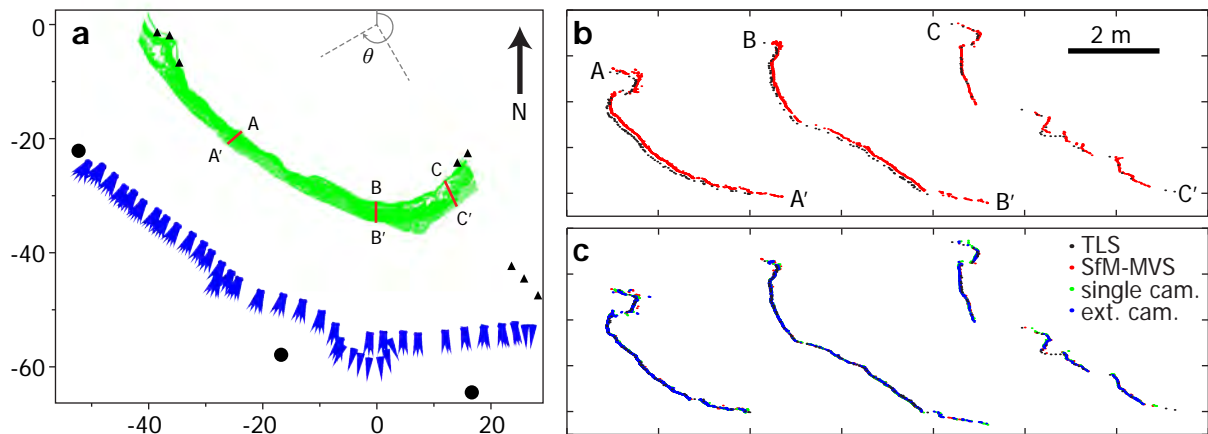 a
θ
N
0
-20
-40
-60
-40
-20
0
20
A
A′
B
B′
C
C′
b
A
A′
B
B′
C
C′
2 m
c
TLS
SfM-MVS
single cam.
ext. cam.